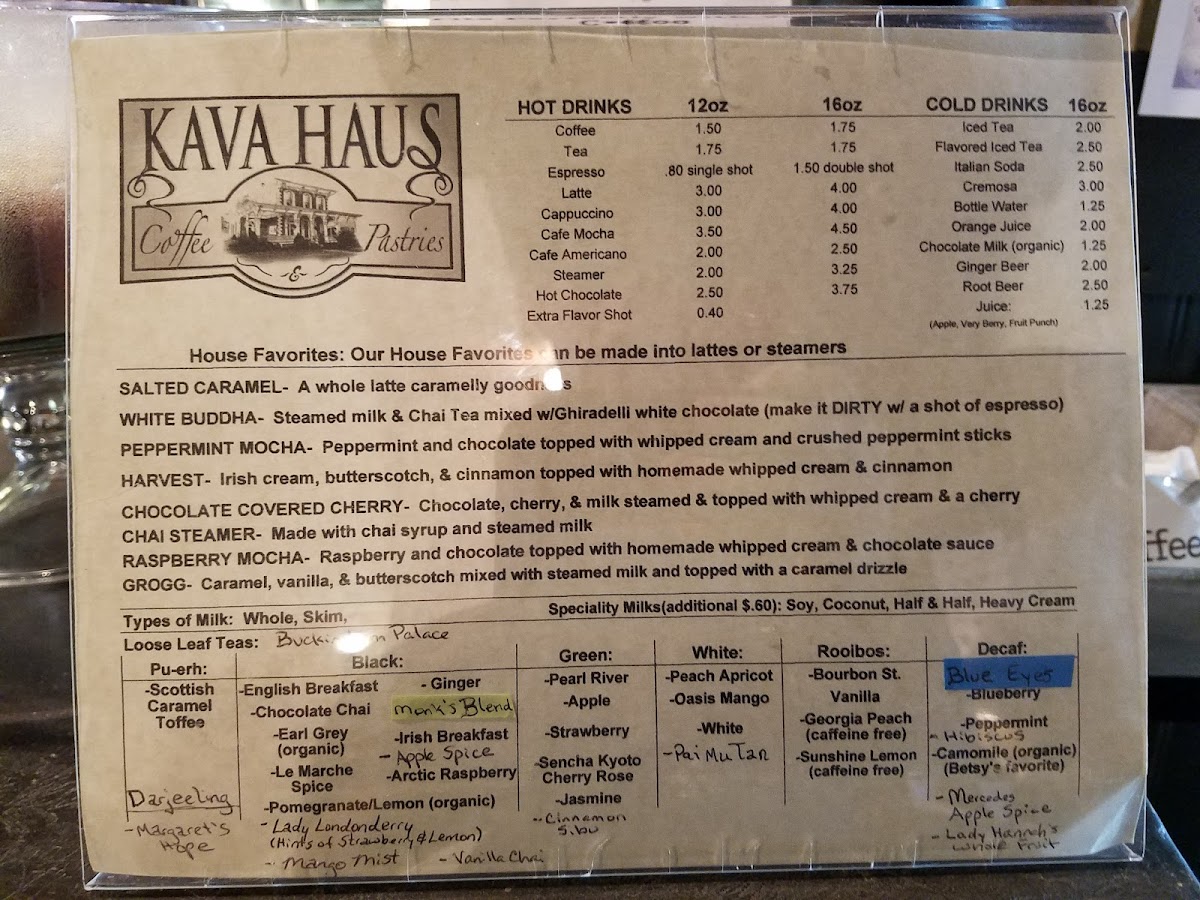 Coffee
KAVA HAUS
Coffee & Pastries
HOT DRINKS 12oz 16oz
Coffee 1.50 1.75
Tea 1.75 1.75
Espresso .80 single shot 1.50 double shot
Latte 3.00 4.00
Cappuccino 3.00 4.00
Cafe Mocha 3.50 4.50
Cafe Americano 2.00 2.50
Steamer 2.00 3.25
Hot Chocolate 2.50 3.75
Extra Flavor Shot 0.40
COLD DRINKS 16oz
Iced Tea 2.00
Flavored Iced Tea 2.50
Italian Soda 2.50
Cremosa 3.00
Bottle Water 1.25
Orange Juice 2.00
Chocolate Milk (organic) 1.25
Ginger Beer 2.00
Root Beer 2.50
Juice: 1.25
(Apple, Very Berry, Fruit Punch)
House Favorites: Our House Favorites can be made into lattes or steamers
SALTED CARAMEL- A whole latte caramelly goodness
WHITE BUDDHA- Steamed milk & Chai Tea mixed w/Ghiradelli white chocolate (make it DIRTY w/ a shot of espresso)
PEPPERMINT MOCHA- Peppermint and chocolate topped with whipped cream and crushed peppermint sticks
HARVEST- Irish cream, butterscotch, & cinnamon topped with homemade whipped cream & cinnamon
CHOCOLATE COVERED CHERRY- Chocolate, cherry, & milk steamed & topped with whipped cream & a cherry
CHAI STEAMER- Made with chai syrup and steamed milk
RASPBERRY MOCHA- Raspberry and chocolate topped with homemade whipped cream & chocolate sauce
GROGG- Caramel, vanilla, & butterscotch mixed with steamed milk and topped with a caramel drizzle
Types of Milk: Whole, Skim, Speciality Milks(additional $.60): Soy, Coconut, Half & Half, Heavy Cream
Loose Leaf Teas: Buckingham Palace
Pu-erh:
-Scottish
Caramel
Toffee
Darjeeling
- Margaret's
Hope
Black:
-English Breakfast
-Chocolate Chai
-Earl Grey
(organic)
-Le Marche
Spice
-Pomegranate/Lemon (organic)
- Lady Londonderry
(Hints of Strawberry & Lemon)
- Mango Mist
- Ginger
Monk's Blend
-Irish Breakfast
- Apple Spice
-Arctic Raspberry
- Vanilla Chai
Green:
-Pearl River
-Apple
-Strawberry
-Sencha Kyoto
Cherry Rose
-Jasmine
-Cinnamon
White:
-Peach Apricot
-Oasis Mango
-White
-Pai Mu Tan
Rooibos:
-Bourbon St.
Vanilla
-Georgia Peach
(caffeine free)
-Sunshine Lemon
(caffeine free)
Decaf:
Blue Eyes
-Blueberry
-Peppermint
- Hibiscus
-Camomile (organic)
(Betsy's favorite)
- Mercedes
Apple Spice
- Lady Hannah's
Whole Fruit
ffee